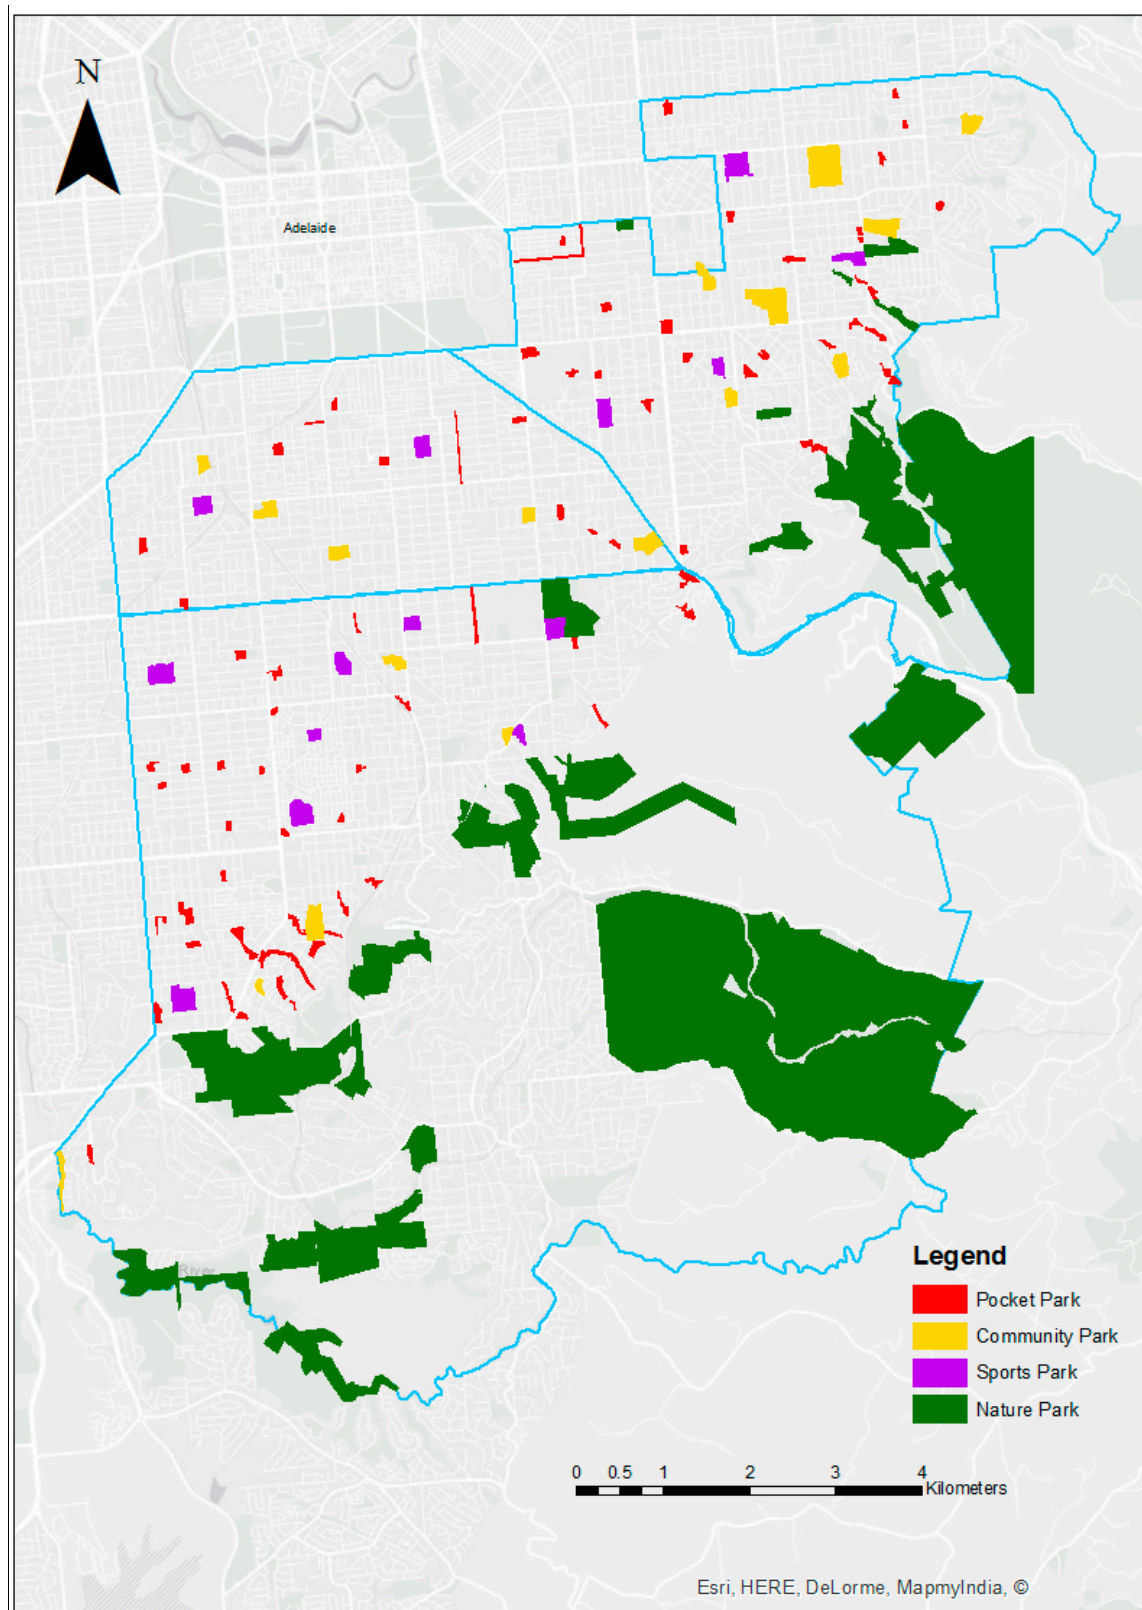 N
Adelaide
River
Legend
Pocket Park
Community Park
Sports Park
Nature Park
0 0.5 1 2 3 4
Kilometers
Esri, HERE, DeLorme, MapmyIndia, ©